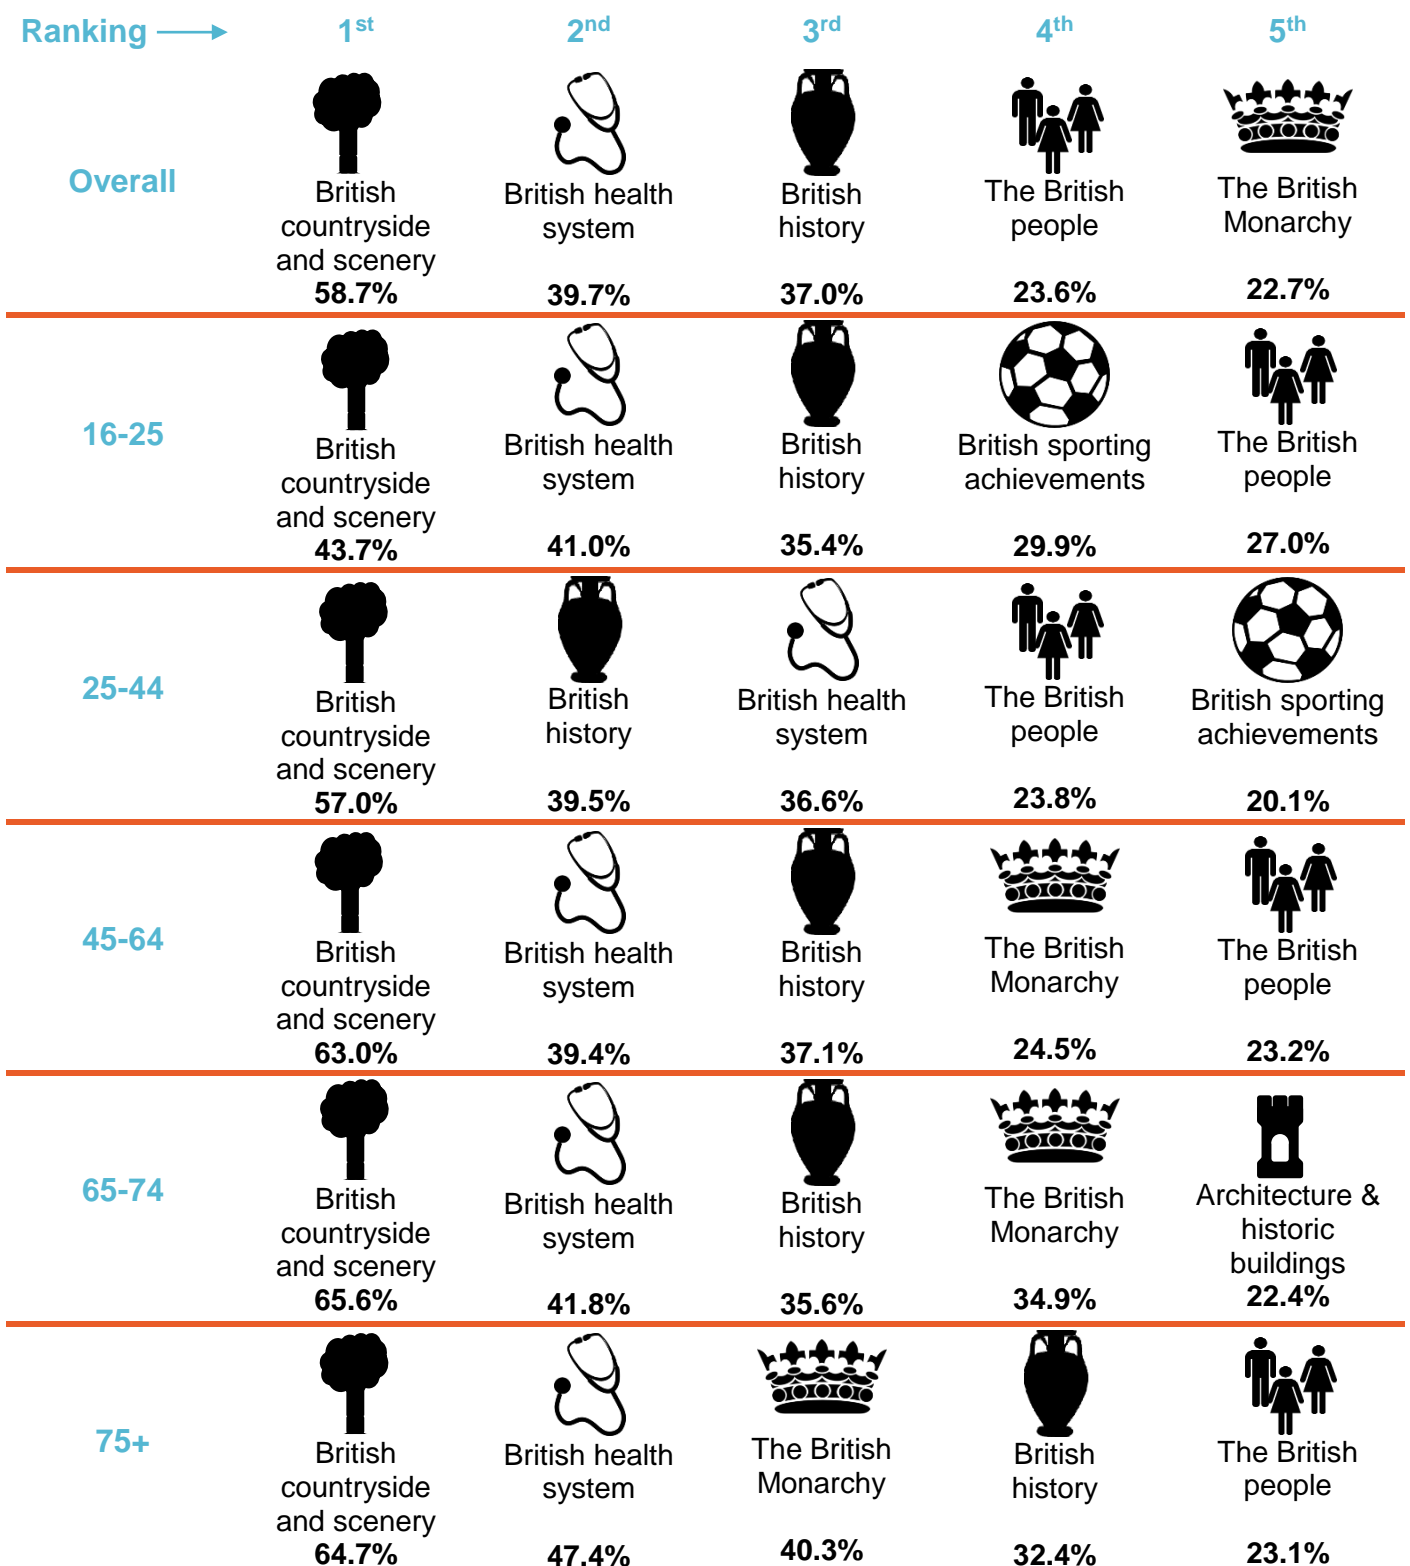 Ranking → 1st 2nd 3rd 4th 5th
Overall
British
countryside
and scenery
58.7%
British health
system
39.7%
British
history
37.0%
The British
people
23.6%
The British
Monarchy
22.7%
16-25
British
countryside
and scenery
43.7%
British health
system
41.0%
British
history
35.4%
British sporting
achievements
29.9%
The British
people
27.0%
25-44
British
countryside
and scenery
57.0%
British
history
39.5%
British health
system
36.6%
The British
people
23.8%
British sporting
achievements
20.1%
45-64
British
countryside
and scenery
63.0%
British health
system
39.4%
British
history
37.1%
The British
Monarchy
24.5%
The British
people
23.2%
65-74
British
countryside
and scenery
65.6%
British health
system
41.8%
British
history
35.6%
The British
Monarchy
34.9%
Architecture &
historic
buildings
22.4%
75+
British
countryside
and scenery
64.7%
British health
system
47.4%
The British
Monarchy
40.3%
British
history
32.4%
The British
people
23.1%